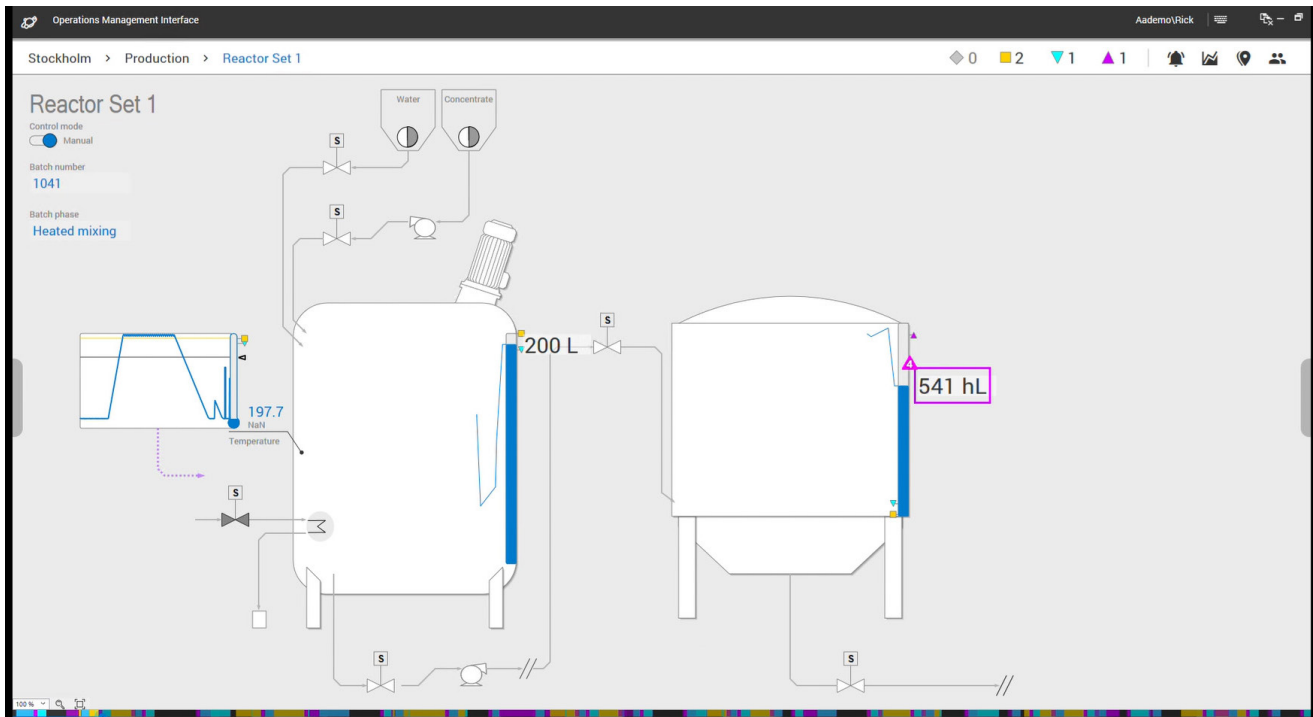 Operations Management Interface
Aademo\Rick
Stockholm > Production > Reactor Set 1
0 2 1 1
Reactor Set 1
Control mode
Manual
Batch number
1041
Batch phase
Heated mixing
Water
Concentrate
S
S
S
200 L
541 hL
197.7
NaN
Temperature
S
S
S
100 %